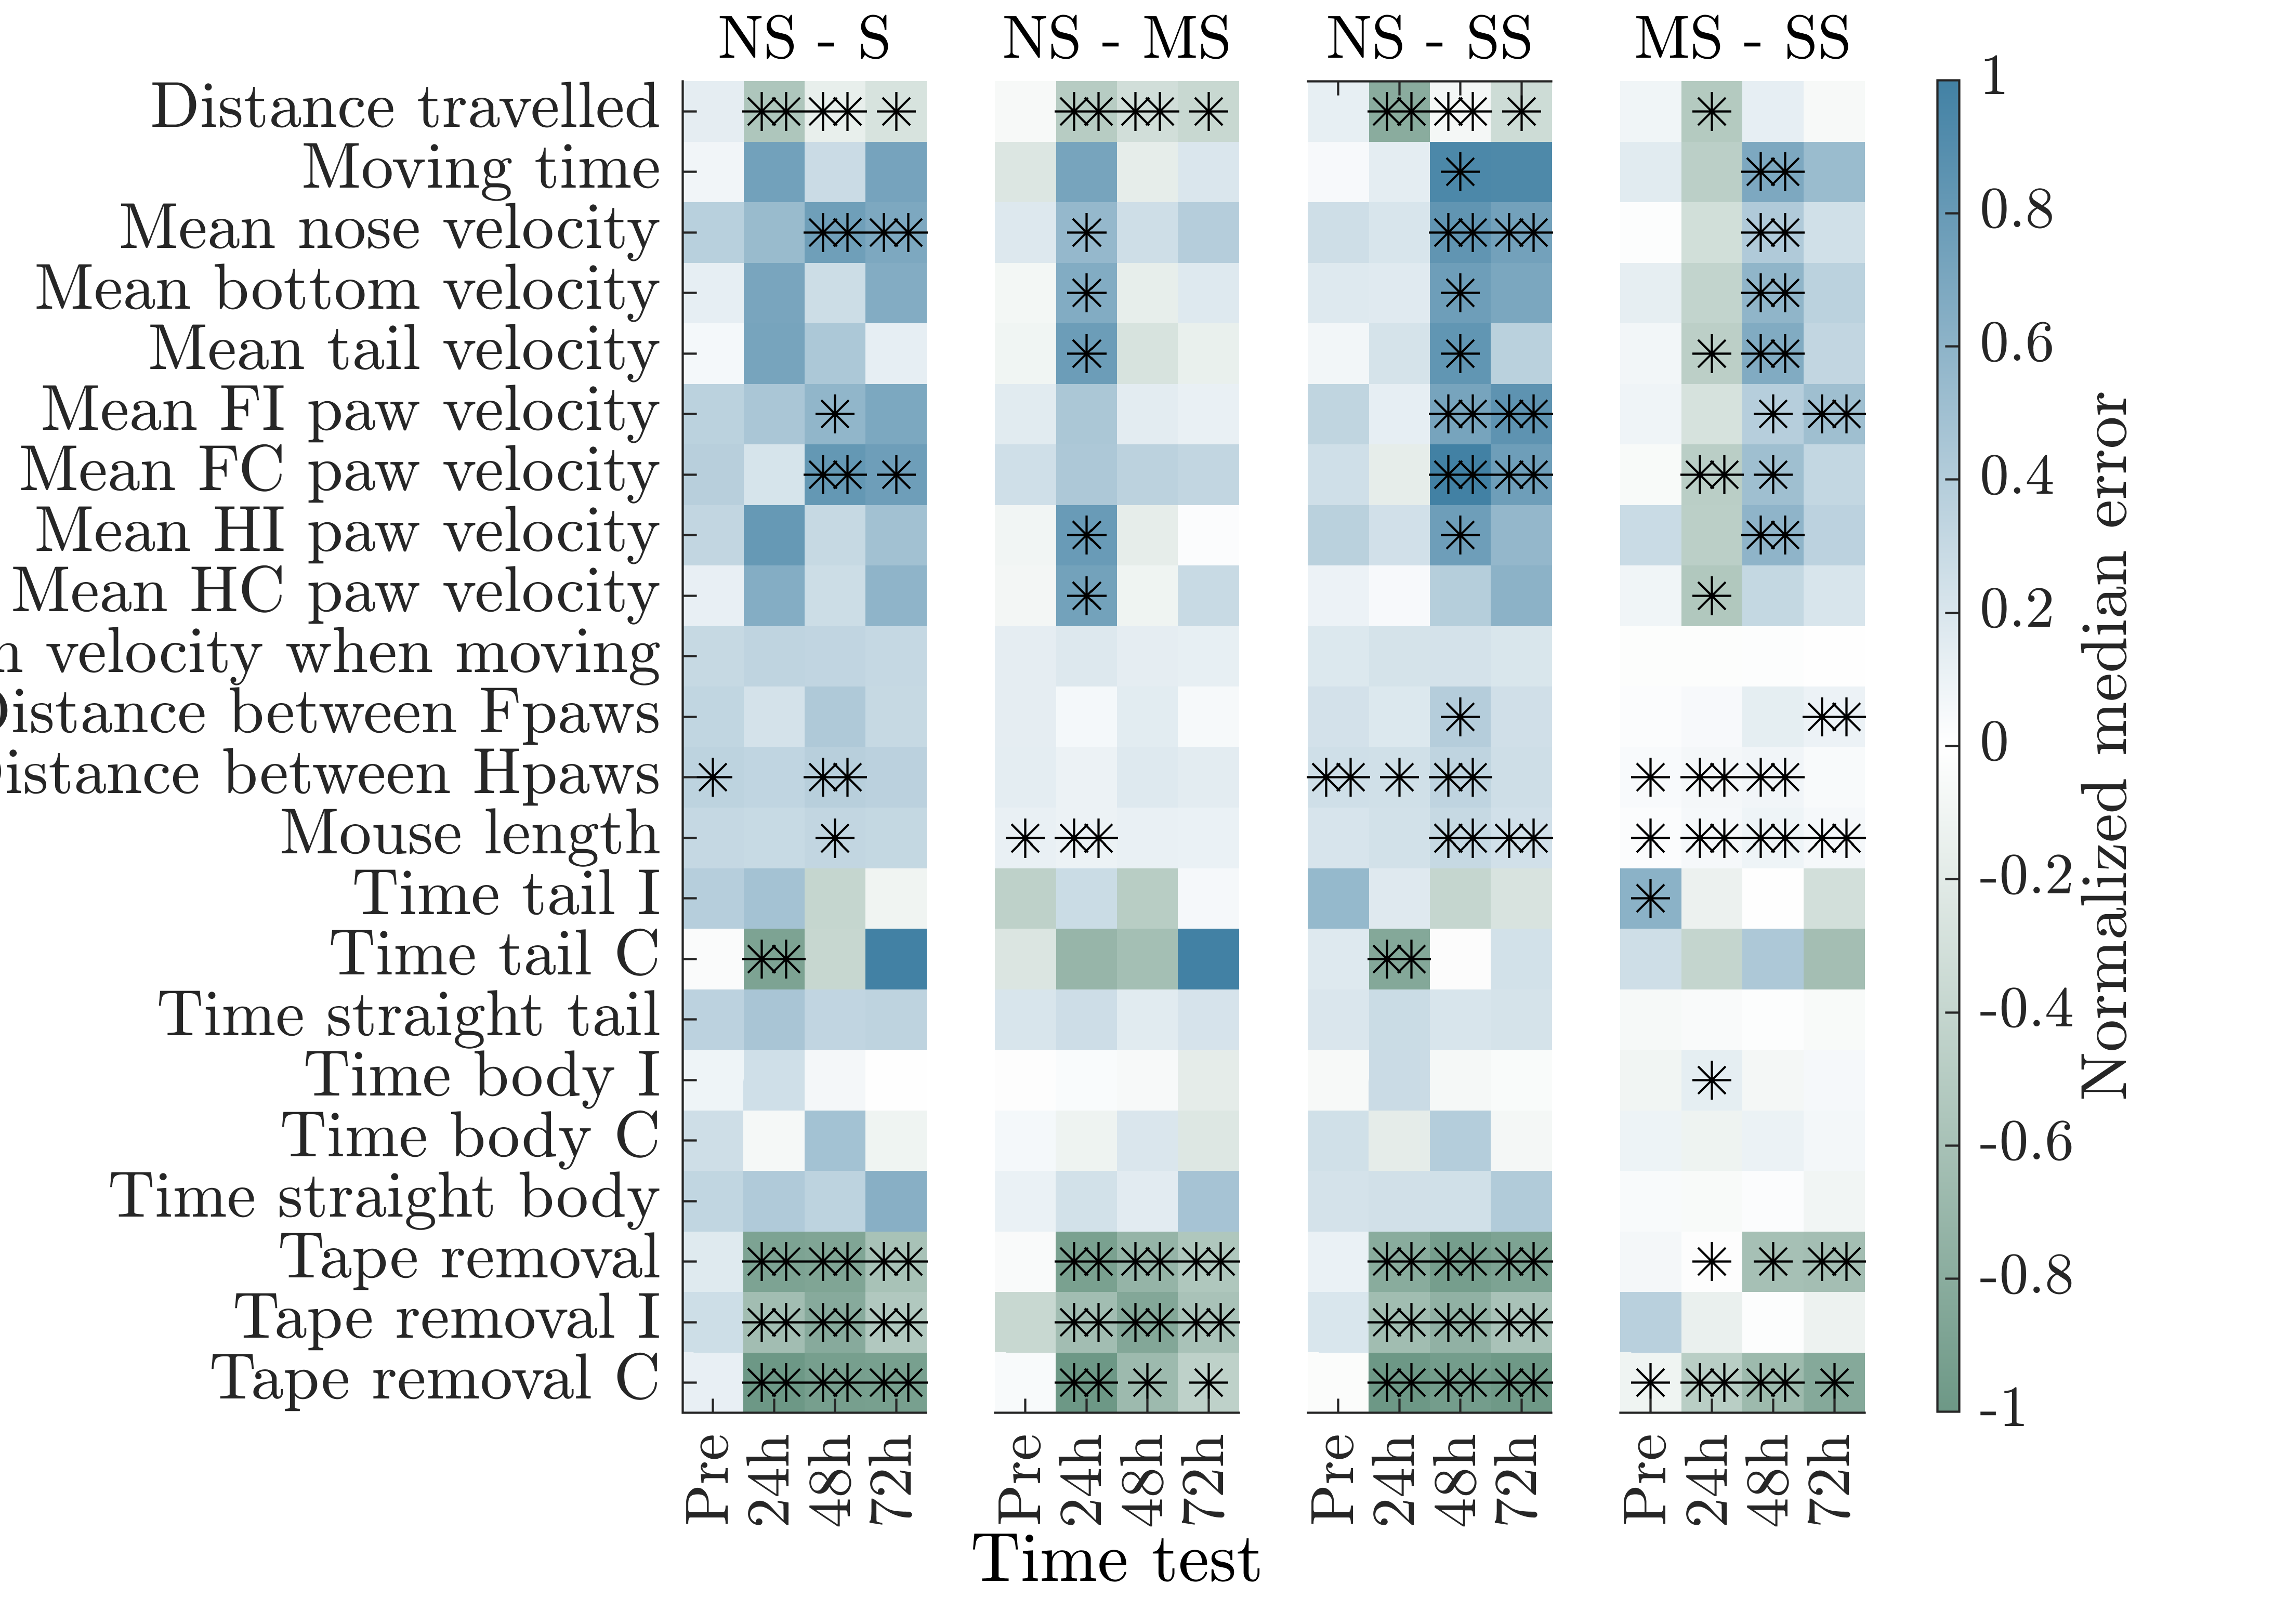 NS - S NS - MS NS - SS MS - SS
Distance travelled
Moving time
Mean nose velocity
Mean bottom velocity
Mean tail velocity
Mean FI paw velocity
Mean FC paw velocity
Mean HI paw velocity
Mean HC paw velocity
n velocity when moving
Distance between Fpaws
Distance between Hpaws
Mouse length
Time tail I
Time tail C
Time straight tail
Time body I
Time body C
Time straight body
Tape removal
Tape removal I
Tape removal C
Pre 24h 48h 72h Pre 24h 48h 72h Pre 24h 48h 72h Pre 24h 48h 72h
Time test
1
0.8
0.6
0.4
0.2
0
-0.2
-0.4
-0.6
-0.8
-1
Normalized median error